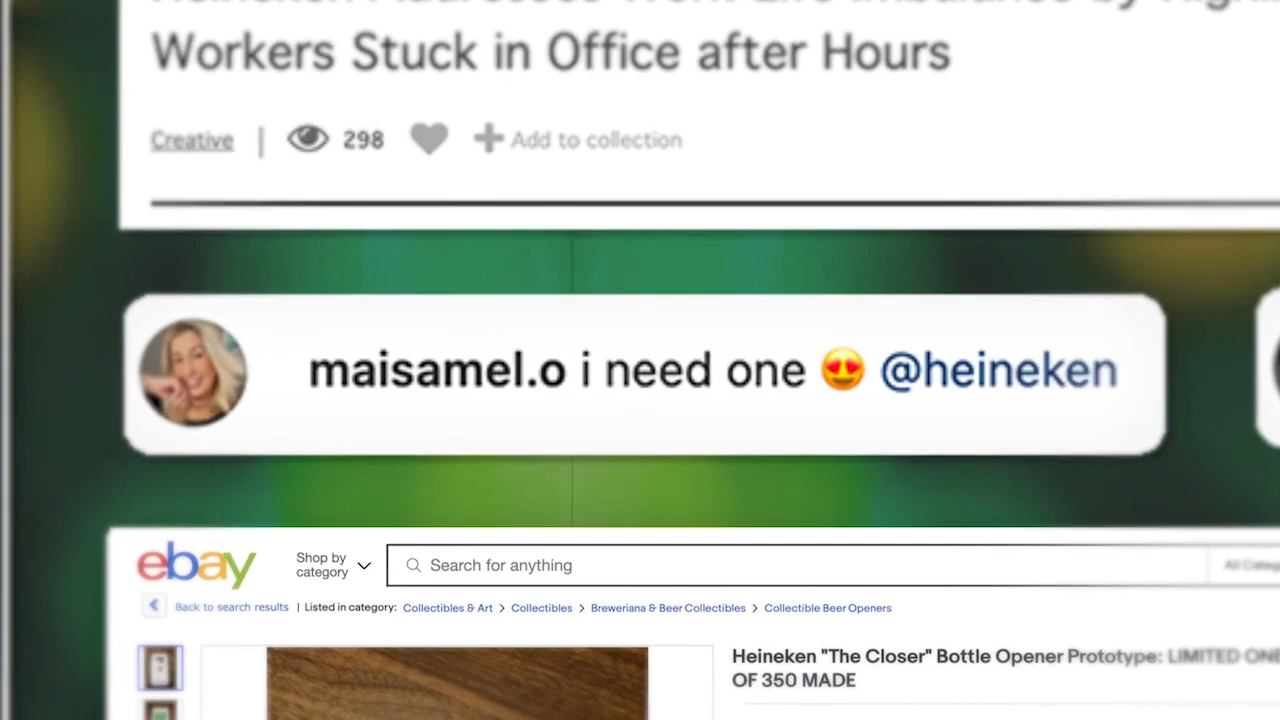 Workers Stuck in Office after Hours
Creative | 298 Add to collection
maisamel.o i need one 😍 @heineken
ebay Shop by category Search for anything
Back to search results | Listed in category: Collectibles & Art > Collectibles > Breweriana & Beer Collectibles > Collectible Beer Openers
Heineken "The Closer" Bottle Opener Prototype: LIMITED ONE
OF 350 MADE